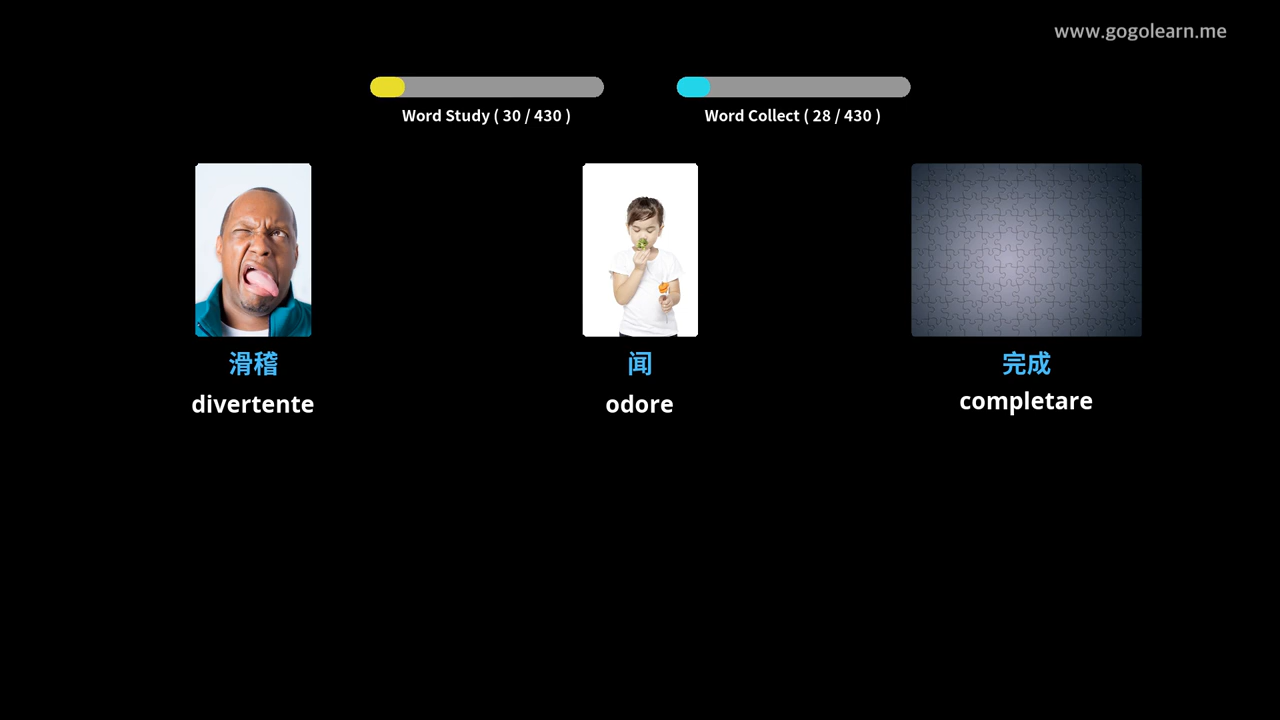 www.gogolearn.me
Word Study ( 30 / 430 )
Word Collect ( 28 / 430 )
滑稽
闻
完成
divertente
odore
completare